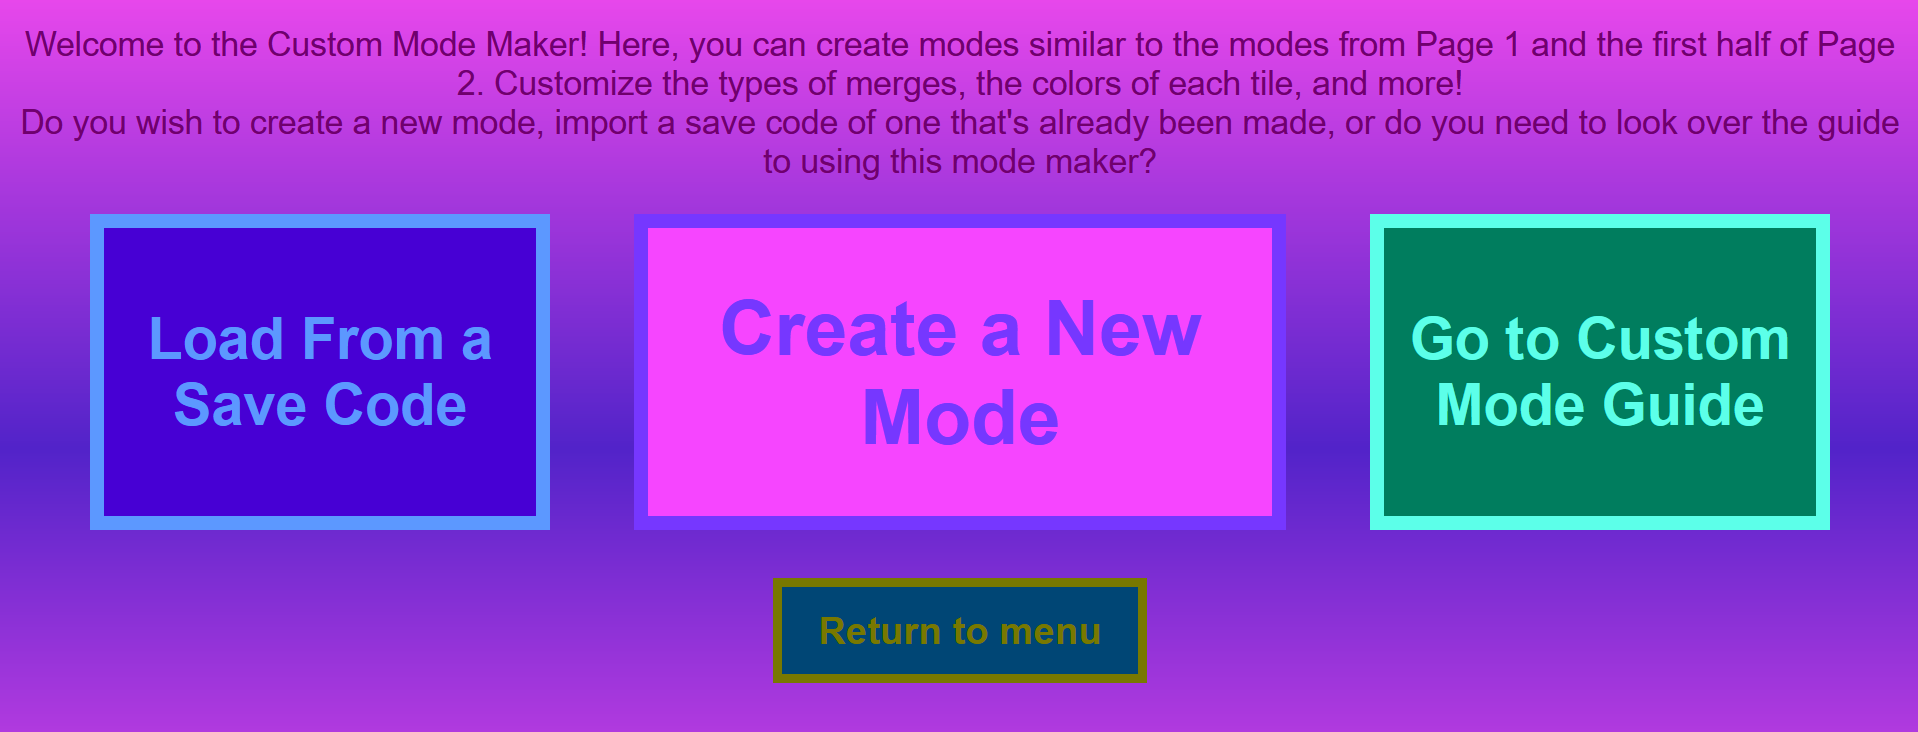 Welcome to the Custom Mode Maker! Here, you can create modes similar to the modes from Page 1 and the first half of Page
2. Customize the types of merges, the colors of each tile, and more!
Do you wish to create a new mode, import a save code of one that's already been made, or do you need to look over the guide
to using this mode maker?
Load From a
Save Code
Create a New
Mode
Go to Custom
Mode Guide
Return to menu